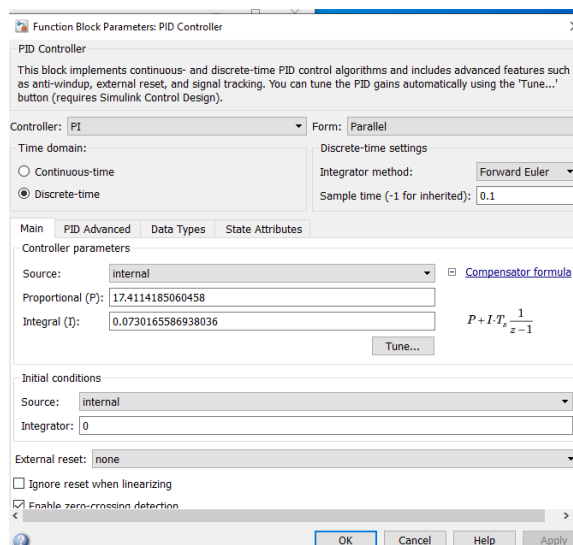 Function Block Parameters: PID Controller
PID Controller
This block implements continuous- and discrete-time PID control algorithms and includes advanced features such
as anti-windup, external reset, and signal tracking. You can tune the PID gains automatically using the 'Tune...'
button (requires Simulink Control Design).
Controller: PI Form: Parallel
Time domain: Discrete-time settings
Continuous-time Integrator method: Forward Euler
Discrete-time Sample time (-1 for inherited): 0.1
Main PID Advanced Data Types State Attributes
Controller parameters
Source: internal Compensator formula
Proportional (P): 17.4114185060458
Integral (I): 0.0730165586938036
P+I·Tₛ 1/(z−1)
Tune...
Initial conditions
Source: internal
Integrator: 0
External reset: none
Ignore reset when linearizing
Enable zero-crossing detection
OK Cancel Help Apply